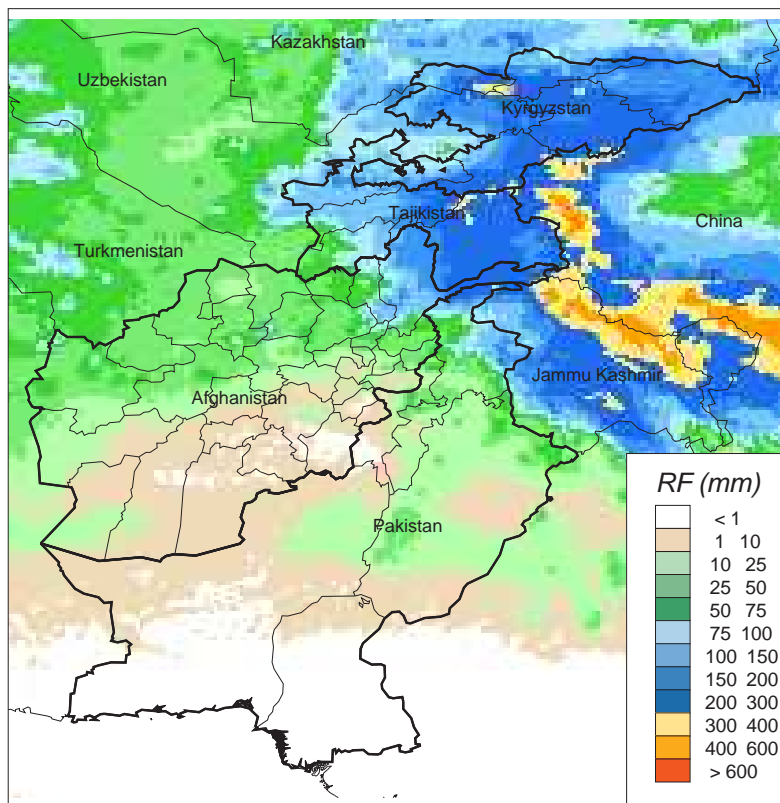 Kazakhstan
Uzbekistan
Kyrgyzstan
Tajikistan
China
Turkmenistan
Jammu Kashmir
Afghanistan
Pakistan
RF (mm)
< 1
1 10
10 25
25 50
50 75
75 100
100 150
150 200
200 300
300 400
400 600
> 600